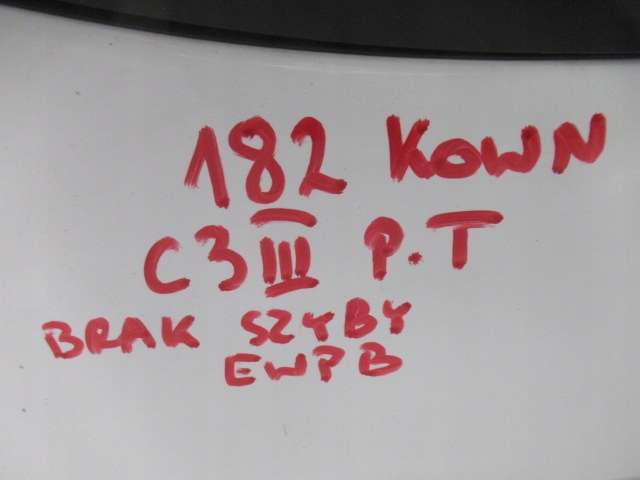 182 KOWN
C3 III P.T
BRAK SZYBY
EWPB